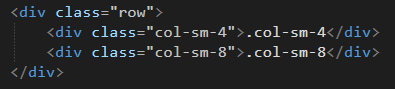 <div class="row">
<div class="col-sm-4">.col-sm-4</div>
<div class="col-sm-8">.col-sm-8</div>
</div>